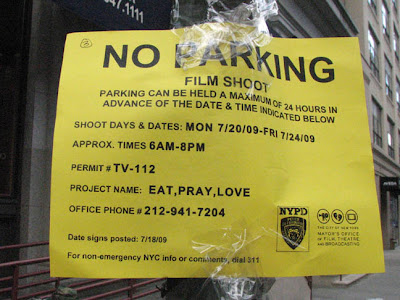 247.1111
NO PARKING
FILM SHOOT
PARKING CAN BE HELD A MAXIMUM OF 24 HOURS IN
ADVANCE OF THE DATE & TIME INDICATED BELOW
SHOOT DAYS & DATES: MON 7/20/09-FRI 7/24/09
APPROX. TIMES 6AM-8PM
PERMIT # TV-112
PROJECT NAME: EAT,PRAY,LOVE
OFFICE PHONE # 212-941-7204
NYPD
THE CITY OF NEW YORK
MAYOR'S OFFICE
OF FILM, THEATRE
AND BROADCASTING
Date signs posted: 7/18/09
For non-emergency NYC info or comments, dial 311